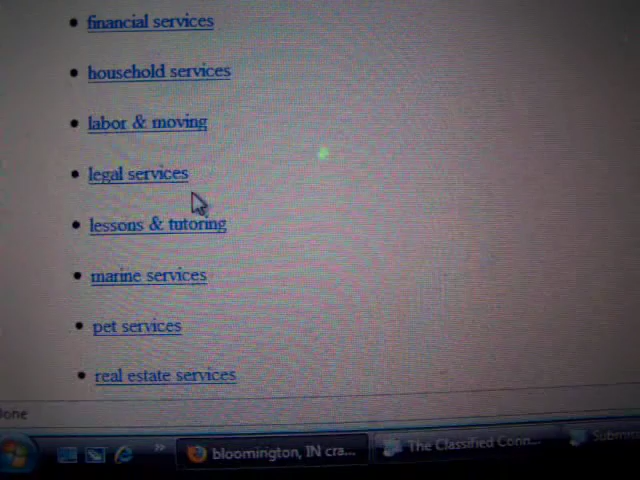 financial services
household services
labor & moving
legal services
lessons & tutoring
marine services
pet services
real estate services
Done
bloomington, IN cra...
The Classified Conn...